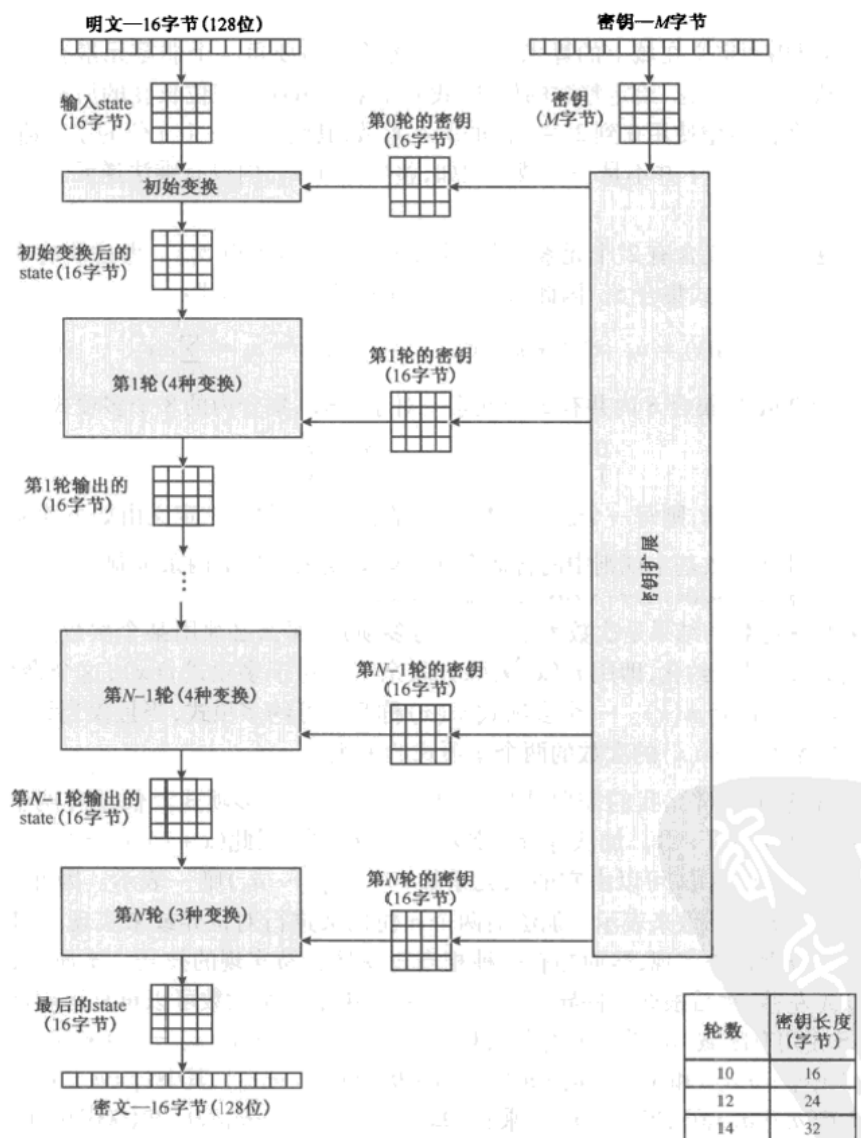 明文—16字节(128位)
密钥—M字节
输入state
(16字节)
密钥
(M字节)
第0轮的密钥
(16字节)
初始变换
初始变换后的
state(16字节)
第1轮(4种变换)
第1轮的密钥
(16字节)
第1轮输出的
(16字节)
密钥扩展
⋮
第N-1轮(4种变换)
第N-1轮的密钥
(16字节)
第N-1轮输出的
state(16字节)
第N轮(3种变换)
第N轮的密钥
(16字节)
最后的state
(16字节)
密文—16字节(128位)
轮数 密钥长度
(字节)
10 16
12 24
14 32